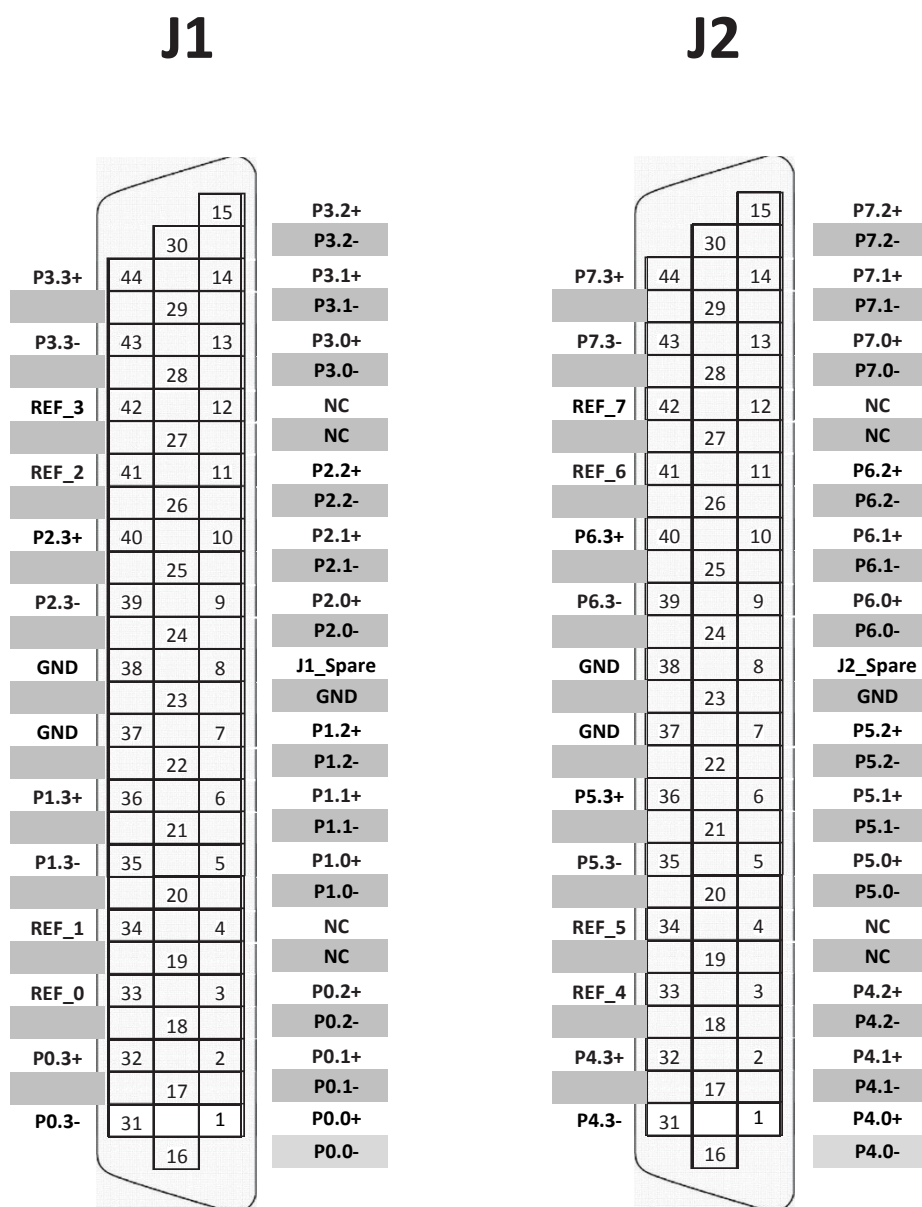 J1 J2
15 P3.2+ 15 P7.2+
30 P3.2- 30 P7.2-
P3.3+ 44 14 P3.1+ P7.3+ 44 14 P7.1+
29 P3.1- 29 P7.1-
P3.3- 43 13 P3.0+ P7.3- 43 13 P7.0+
28 P3.0- 28 P7.0-
REF_3 42 12 NC REF_7 42 12 NC
27 NC 27 NC
REF_2 41 11 P2.2+ REF_6 41 11 P6.2+
26 P2.2- 26 P6.2-
P2.3+ 40 10 P2.1+ P6.3+ 40 10 P6.1+
25 P2.1- 25 P6.1-
P2.3- 39 9 P2.0+ P6.3- 39 9 P6.0+
24 P2.0- 24 P6.0-
GND 38 8 J1_Spare GND 38 8 J2_Spare
23 GND 23 GND
GND 37 7 P1.2+ GND 37 7 P5.2+
22 P1.2- 22 P5.2-
P1.3+ 36 6 P1.1+ P5.3+ 36 6 P5.1+
21 P1.1- 21 P5.1-
P1.3- 35 5 P1.0+ P5.3- 35 5 P5.0+
20 P1.0- 20 P5.0-
REF_1 34 4 NC REF_5 34 4 NC
19 NC 19 NC
REF_0 33 3 P0.2+ REF_4 33 3 P4.2+
18 P0.2- 18 P4.2-
P0.3+ 32 2 P0.1+ P4.3+ 32 2 P4.1+
17 P0.1- 17 P4.1-
P0.3- 31 1 P0.0+ P4.3- 31 1 P4.0+
16 P0.0- 16 P4.0-